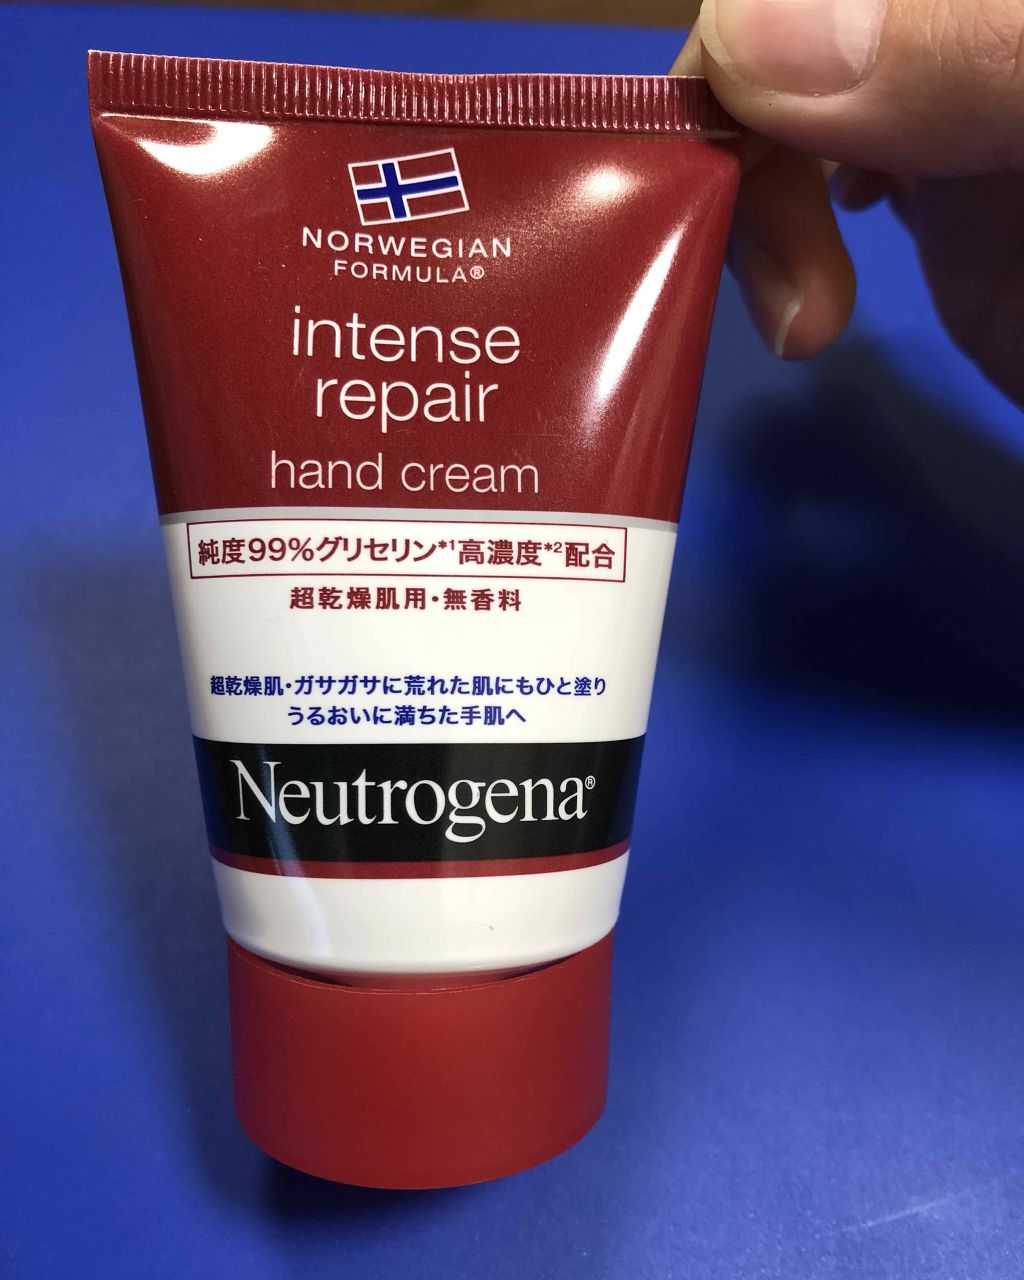 NORWEGIAN
FORMULA®
intense
repair
hand cream
純度99%グリセリン*1高濃度*2配合
超乾燥肌用・無香料
超乾燥肌・ガサガサに荒れた肌にもひと塗り
うるおいに満ちた手肌へ
Neutrogena®